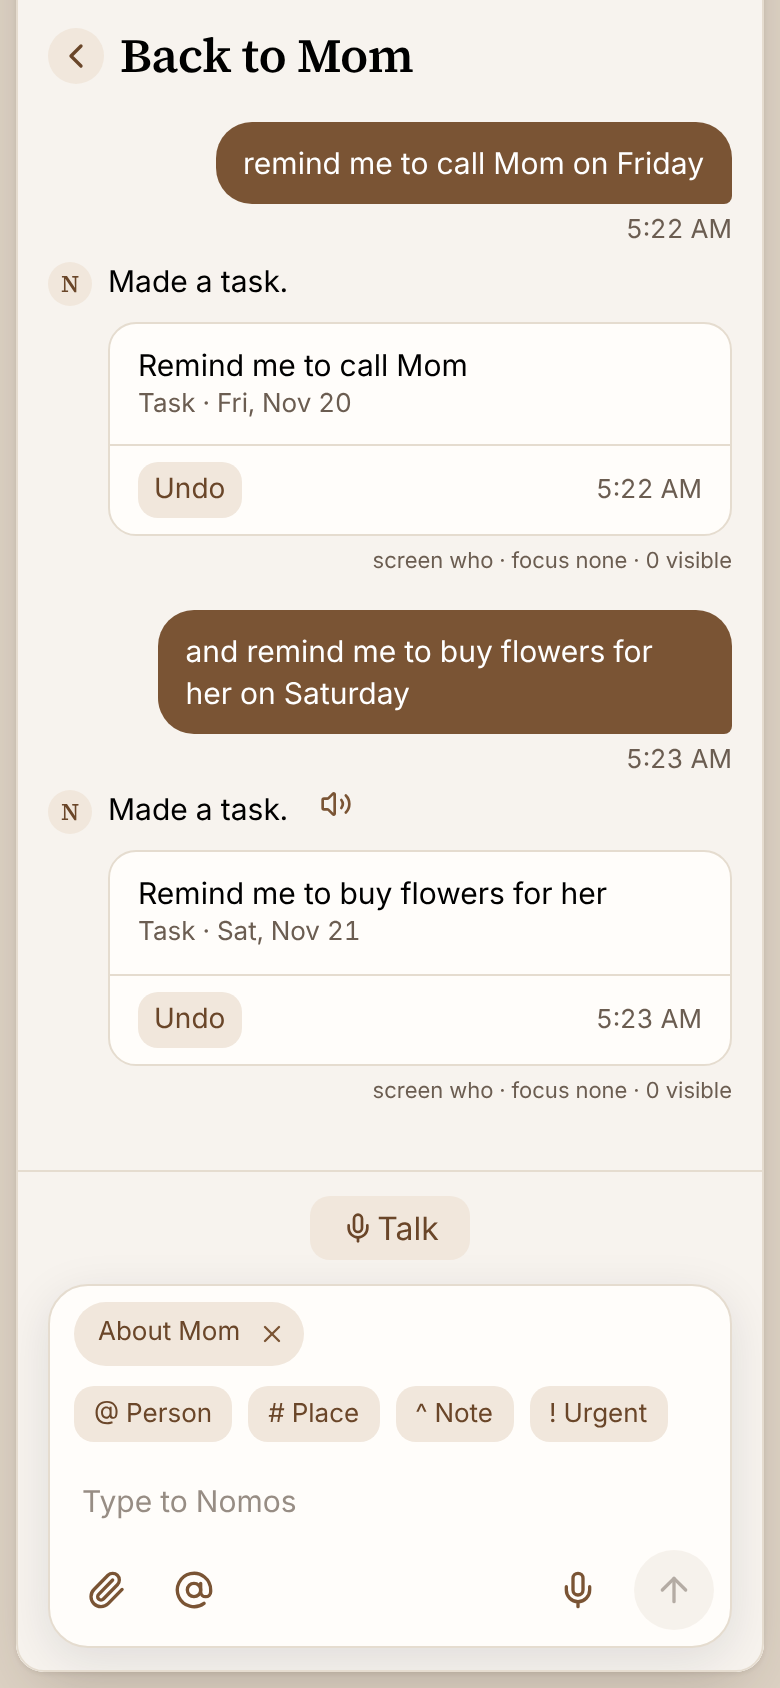 Back to Mom
remind me to call Mom on Friday
5:22 AM
N Made a task.
Remind me to call Mom
Task · Fri, Nov 20
Undo 5:22 AM
screen who · focus none · 0 visible
and remind me to buy flowers for
her on Saturday
5:23 AM
N Made a task.
Remind me to buy flowers for her
Task · Sat, Nov 21
Undo 5:23 AM
screen who · focus none · 0 visible
Talk
About Mom
@ Person # Place ^ Note ! Urgent
Type to Nomos